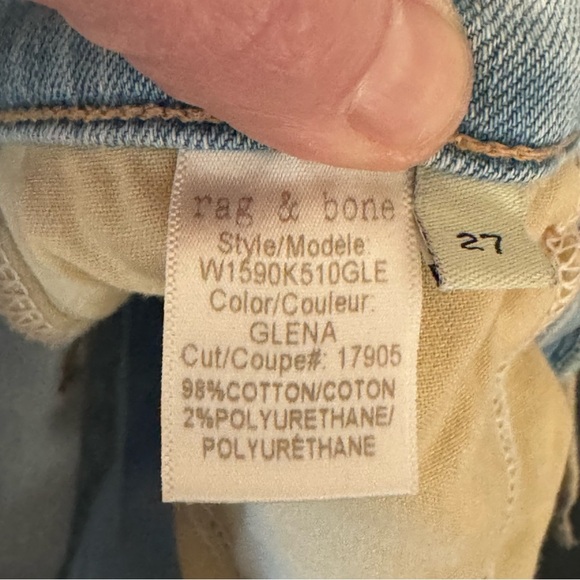 rag & bone
Style/Modèle:
W1590K510GLE
Color/Couleur:
GLENA
Cut/Coupe#: 17905
98%COTTON/COTON
2%POLYURETHANE/
POLYURÉTHANE
27